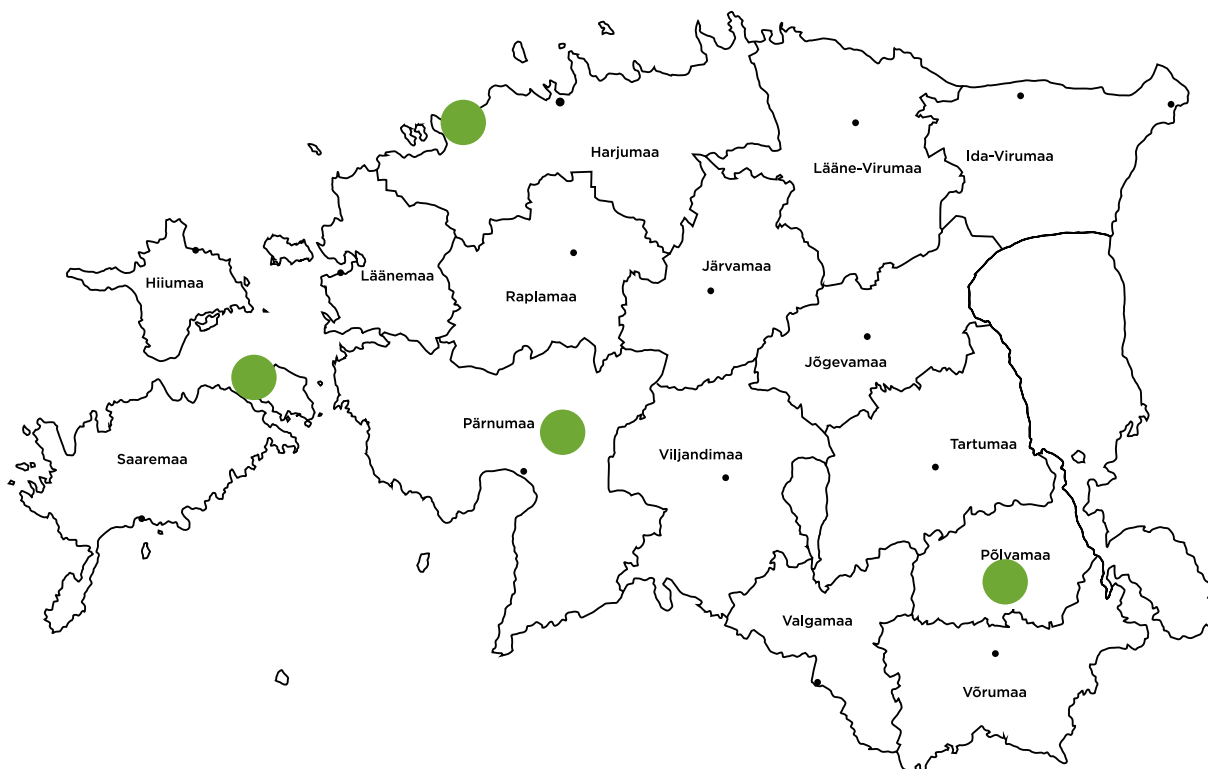 Harjumaa
Lääne-Virumaa
Ida-Virumaa
Hiiumaa
Läänemaa
Raplamaa
Järvamaa
Jõgevamaa
Saaremaa
Pärnumaa
Viljandimaa
Tartumaa
Põlvamaa
Valgamaa
Võrumaa